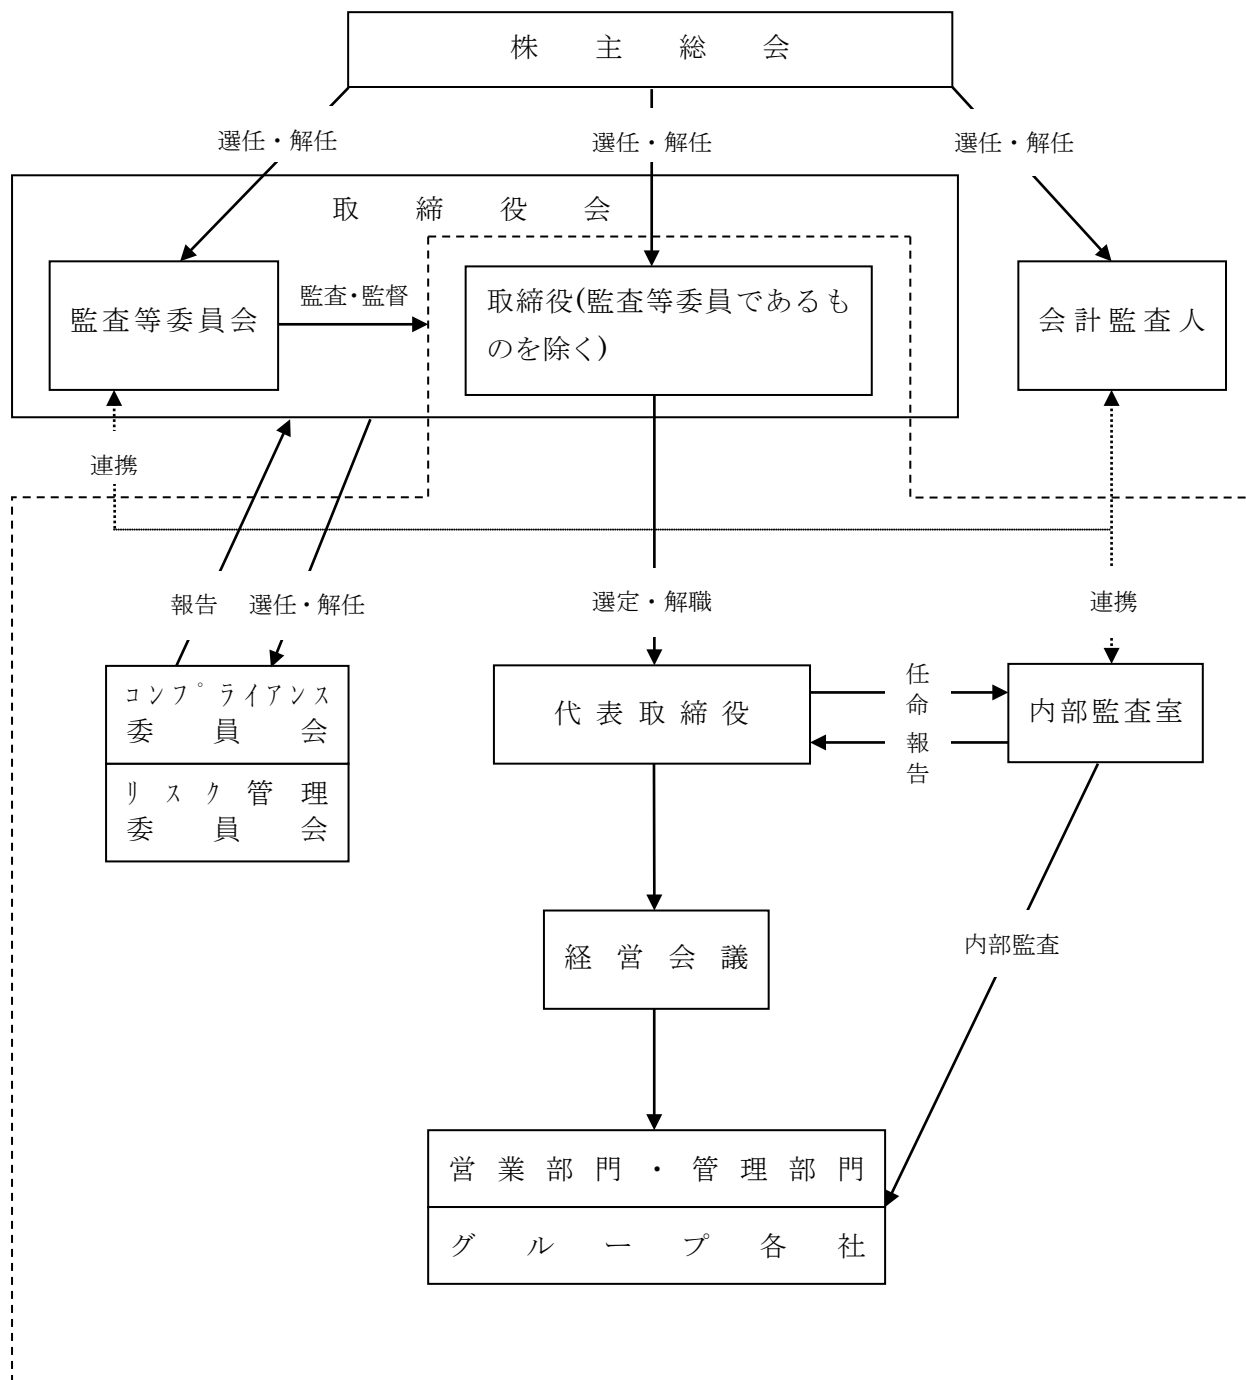 株主総会
選任・解任
選任・解任
選任・解任
取締役会
監査等委員会
監査・監督
取締役(監査等委員であるも
のを除く)
会計監査人
連携
報告
選任・解任
選定・解職
連携
コンプライアンス
委員会
リスク管理
委員会
代表取締役
任命
報告
内部監査室
経営会議
内部監査
営業部門・管理部門
グループ各社